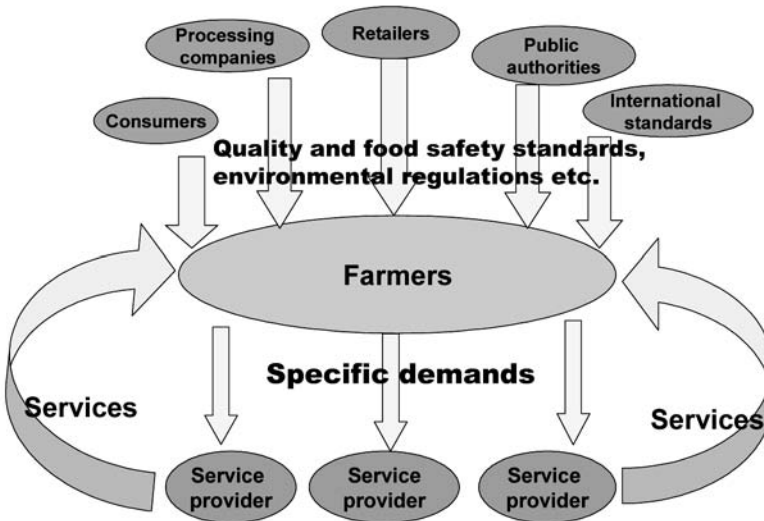 Processing
companies
Retailers
Public
authorities
Consumers
International
standards
Quality and food safety standards,
environmental regulations etc.
Farmers
Specific demands
Services
Services
Service
provider
Service
provider
Service
provider